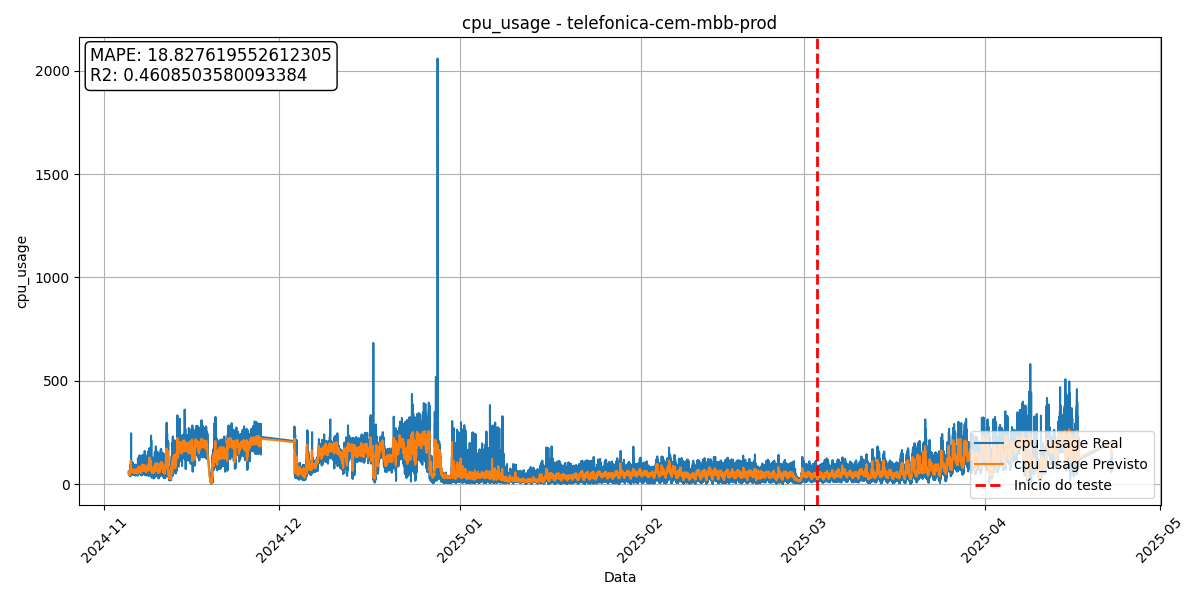 cpu_usage - telefonica-cem-mbb-prod
MAPE: 18.827619552612305
R2: 0.4608503580093384
2000
1500
1000
500
0
cpu_usage
cpu_usage Real
cpu_usage Previsto
Início do teste
2024-11
2024-12
2025-01
2025-02
2025-03
2025-04
2025-05
Data